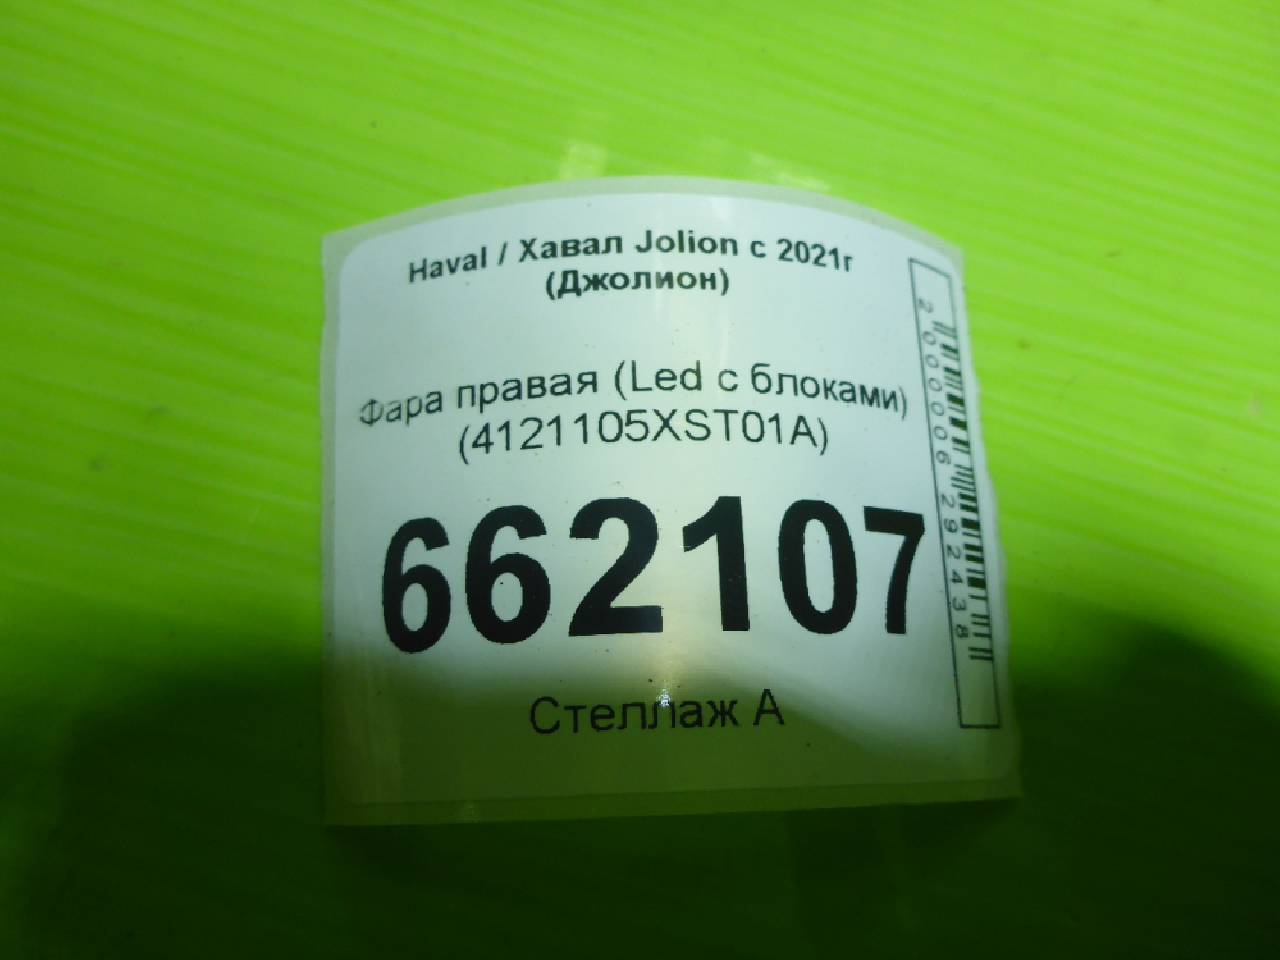 Haval / Хавал Jolion с 2021г
(Джолион)
Фара правая (Led с блоками)
(4121105XST01A)
662107
Стеллаж А
2000006292438